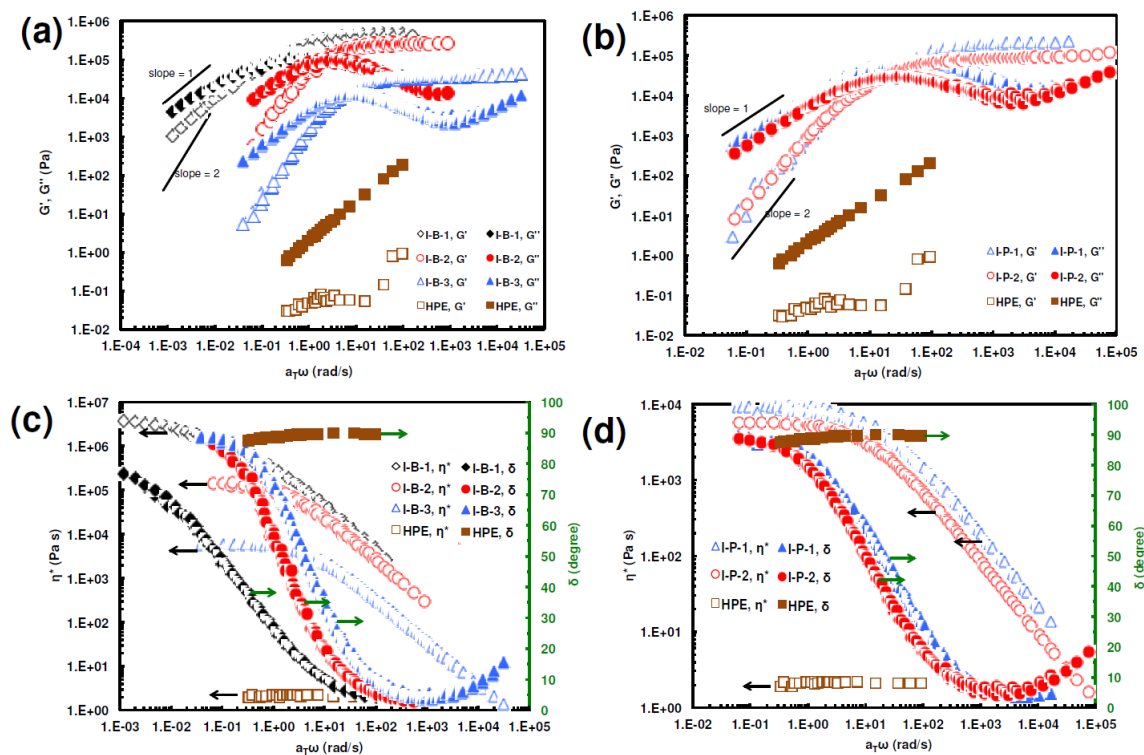 (a)
1.E+06
1.E+05
1.E+04
1.E+03
1.E+02
1.E+01
1.E+00
1.E-01
1.E-02
G', G'' (Pa)
slope = 1
slope = 2
I-B-1, G' I-B-1, G''
I-B-2, G' I-B-2, G''
I-B-3, G' I-B-3, G''
HPE, G' HPE, G''
1.E-04 1.E-03 1.E-02 1.E-01 1.E+00 1.E+01 1.E+02 1.E+03 1.E+04 1.E+05
aTω (rad/s)
(b)
1.E+06
1.E+05
1.E+04
1.E+03
1.E+02
1.E+01
1.E+00
1.E-01
1.E-02
G', G'' (Pa)
slope = 1
slope = 2
I-P-1, G' I-P-1, G''
I-P-2, G' I-P-2, G''
HPE, G' HPE, G''
1.E-02 1.E-01 1.E+00 1.E+01 1.E+02 1.E+03 1.E+04 1.E+05
aTω (rad/s)
(c)
1.E+07
1.E+06
1.E+05
1.E+04
1.E+03
1.E+02
1.E+01
1.E+00
η* (Pa s)
I-B-1, η* I-B-1, δ
I-B-2, η* I-B-2, δ
I-B-3, η* I-B-3, δ
HPE, η* HPE, δ
100
90
80
70
60
50
40
30
20
10
0
δ (degree)
1.E-03 1.E-02 1.E-01 1.E+00 1.E+01 1.E+02 1.E+03 1.E+04 1.E+05
aTω (rad/s)
(d)
1.E+04
1.E+03
1.E+02
1.E+01
1.E+00
η* (Pa s)
I-P-1, η* I-P-1, δ
I-P-2, η* I-P-2, δ
HPE, η* HPE, δ
100
90
80
70
60
50
40
30
20
10
0
δ (degree)
1.E-02 1.E-01 1.E+00 1.E+01 1.E+02 1.E+03 1.E+04 1.E+05
aTω (rad/s)